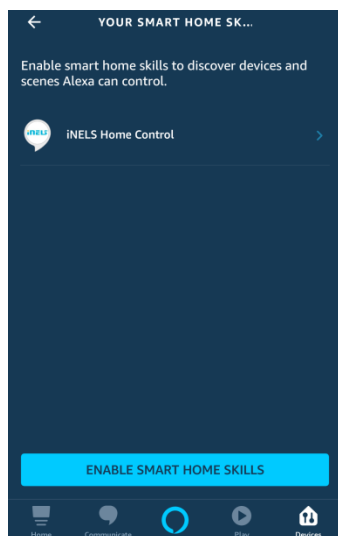 YOUR SMART HOME SK...
Enable smart home skills to discover devices and
scenes Alexa can control.
iNELS
iNELS Home Control
ENABLE SMART HOME SKILLS
Home Communicate Play Devices